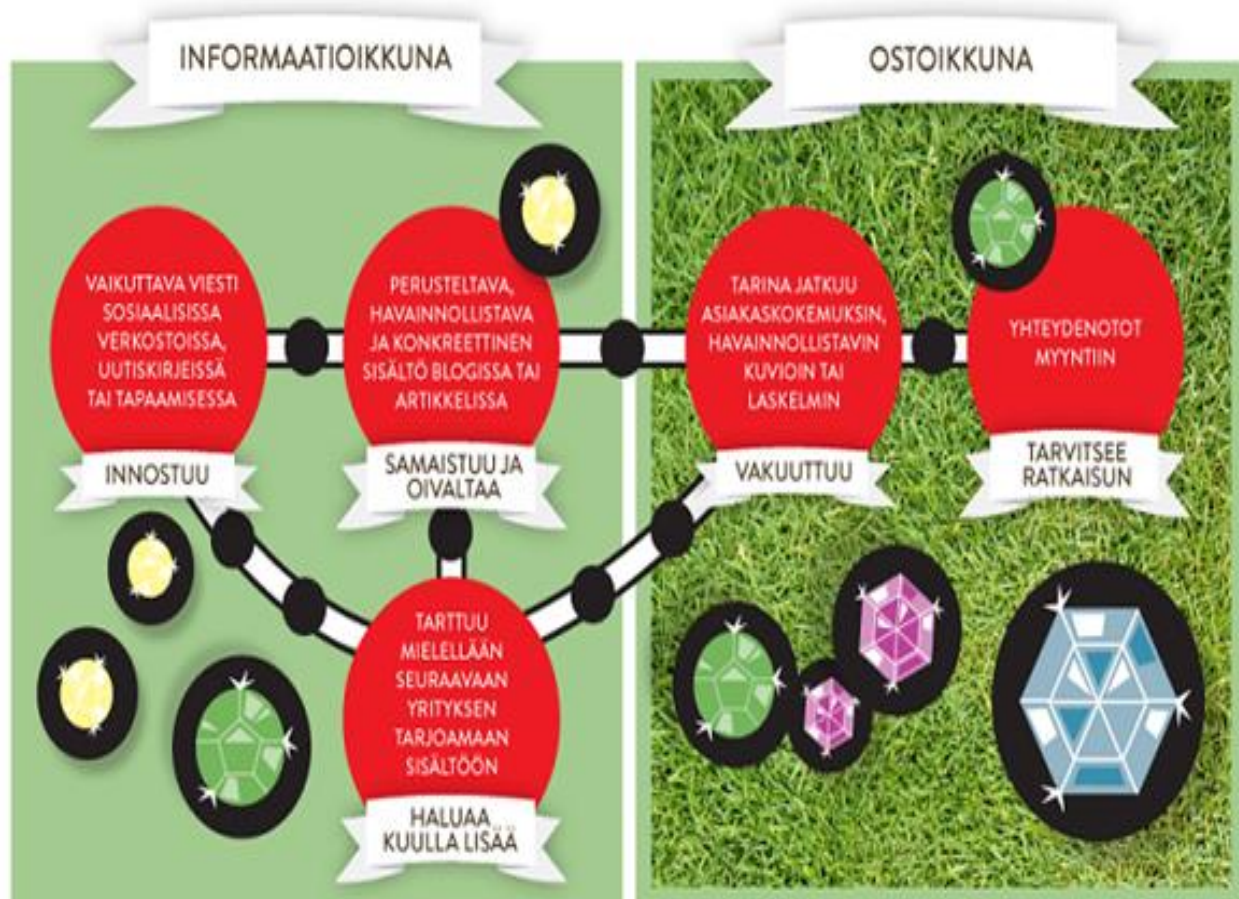 INFORMAATIOIKKUNA
OSTOIKKUNA
VAIKUTTAVA VIESTI
SOSIAALISISSA
VERKOSTOISSA,
UUTISKIRJEISSÄ
TAI TAPAAMISESSA
INNOSTUU
PERUSTELTAVA,
HAVAINNOLLISTAVA
JA KONKREETTINEN
SISÄLTÖ BLOGISSA TAI
ARTIKKELISSA
SAMAISTUU JA
OIVALTAA
TARINA JATKUU
ASIAKASKOKEMUKSIN,
HAVAINNOLLISTAVIN
KUVIOIN TAI
LASKELMIN
VAKUUTTUU
YHTEYDENOTOT
MYYNTIIN
TARVITSEE
RATKAISUN
TARTTUU
MIELELLÄÄN
SEURAAVAAN
YRITYKSEN
TARJOAMAAN
SISÄLTÖÖN
HALUAA
KUULLA LISÄÄ